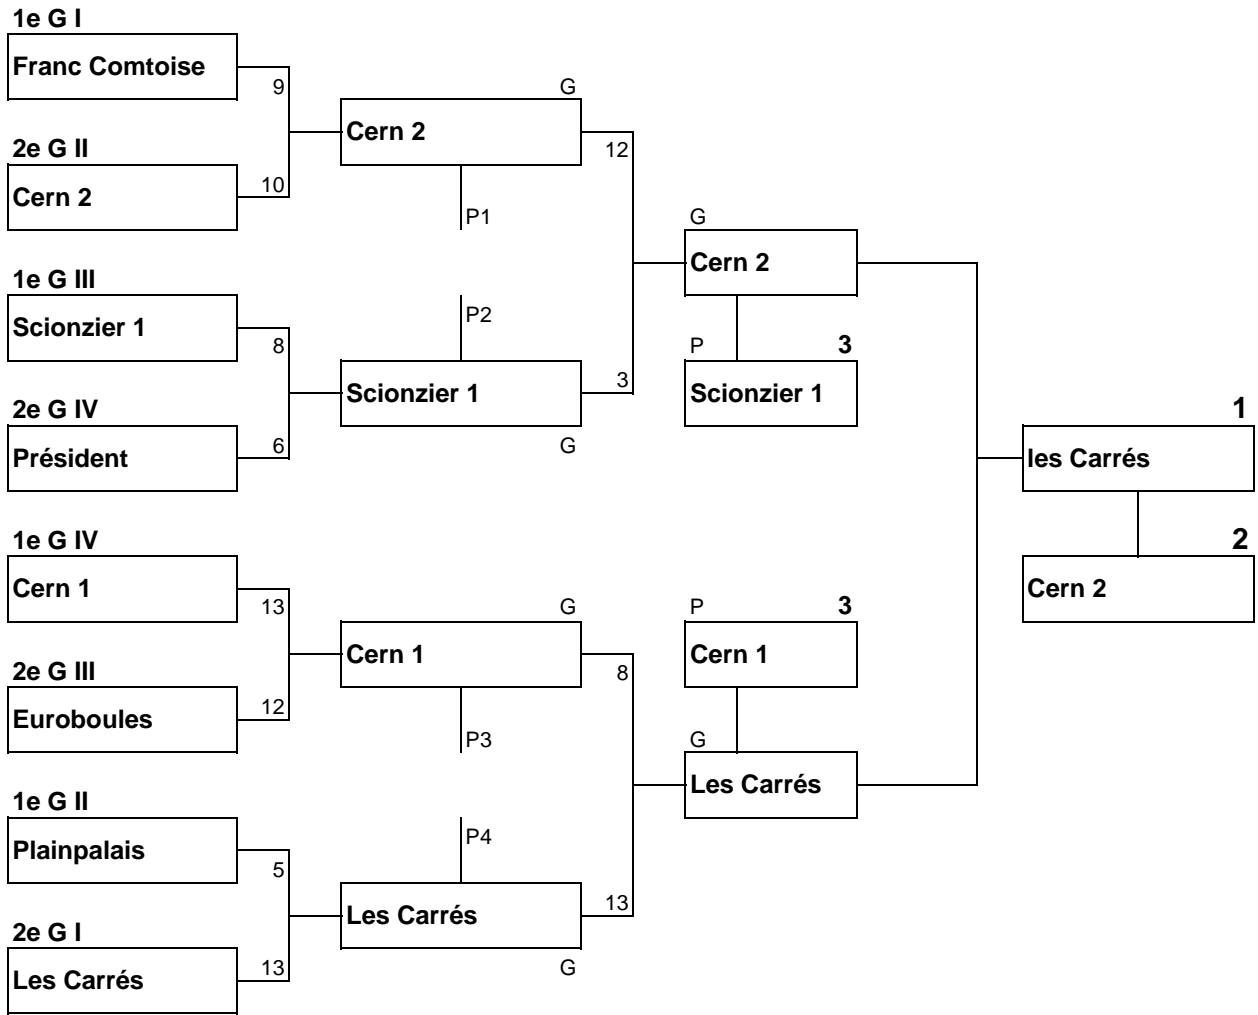 1e G I
Franc Comtoise
9
G
Cern 2
12
2e G II
Cern 2
10
P1
G
Cern 2
1e G III
Scionzier 1
8
P2
P 3
Scionzier 1
3
Scionzier 1
G
2e G IV
Président
6
1
les Carrés
2
Cern 2
1e G IV
Cern 1
13
G
Cern 1
8
P 3
Cern 1
2e G III
Euroboules
12
P3
G
Les Carrés
1e G II
Plainpalais
5
P4
Les Carrés
13
G
2e G I
Les Carrés
13